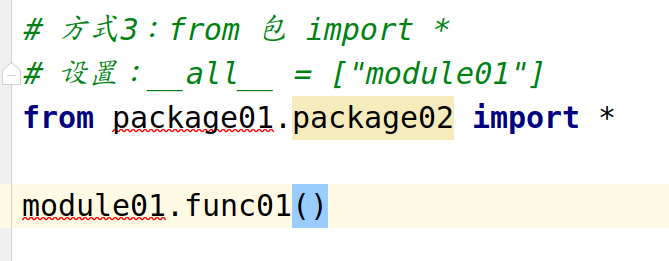 # 方式3：from 包 import *
# 设置：__all__ = ["module01"]
from package01.package02 import *
module01.func01()